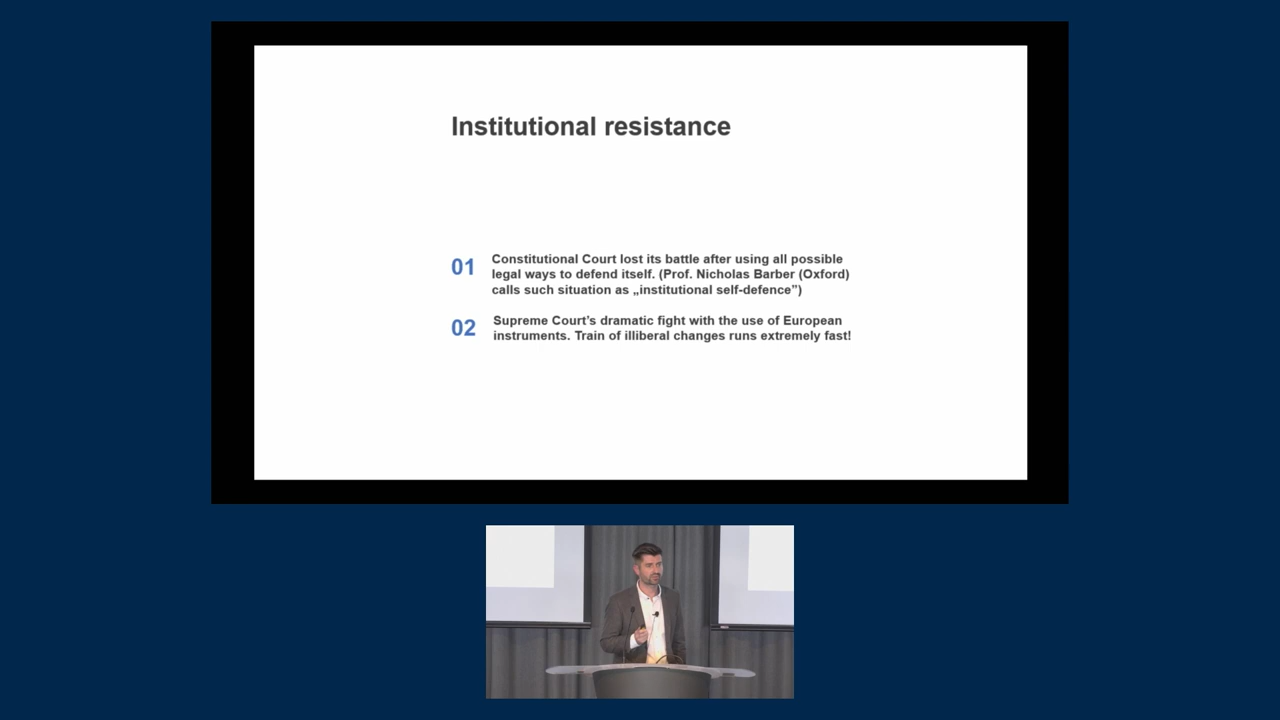 Institutional resistance
01
Constitutional Court lost its battle after using all possible
legal ways to defend itself. (Prof. Nicholas Barber (Oxford)
calls such situation as „institutional self-defence”)
02
Supreme Court's dramatic fight with the use of European
instruments. Train of illiberal changes runs extremely fast!